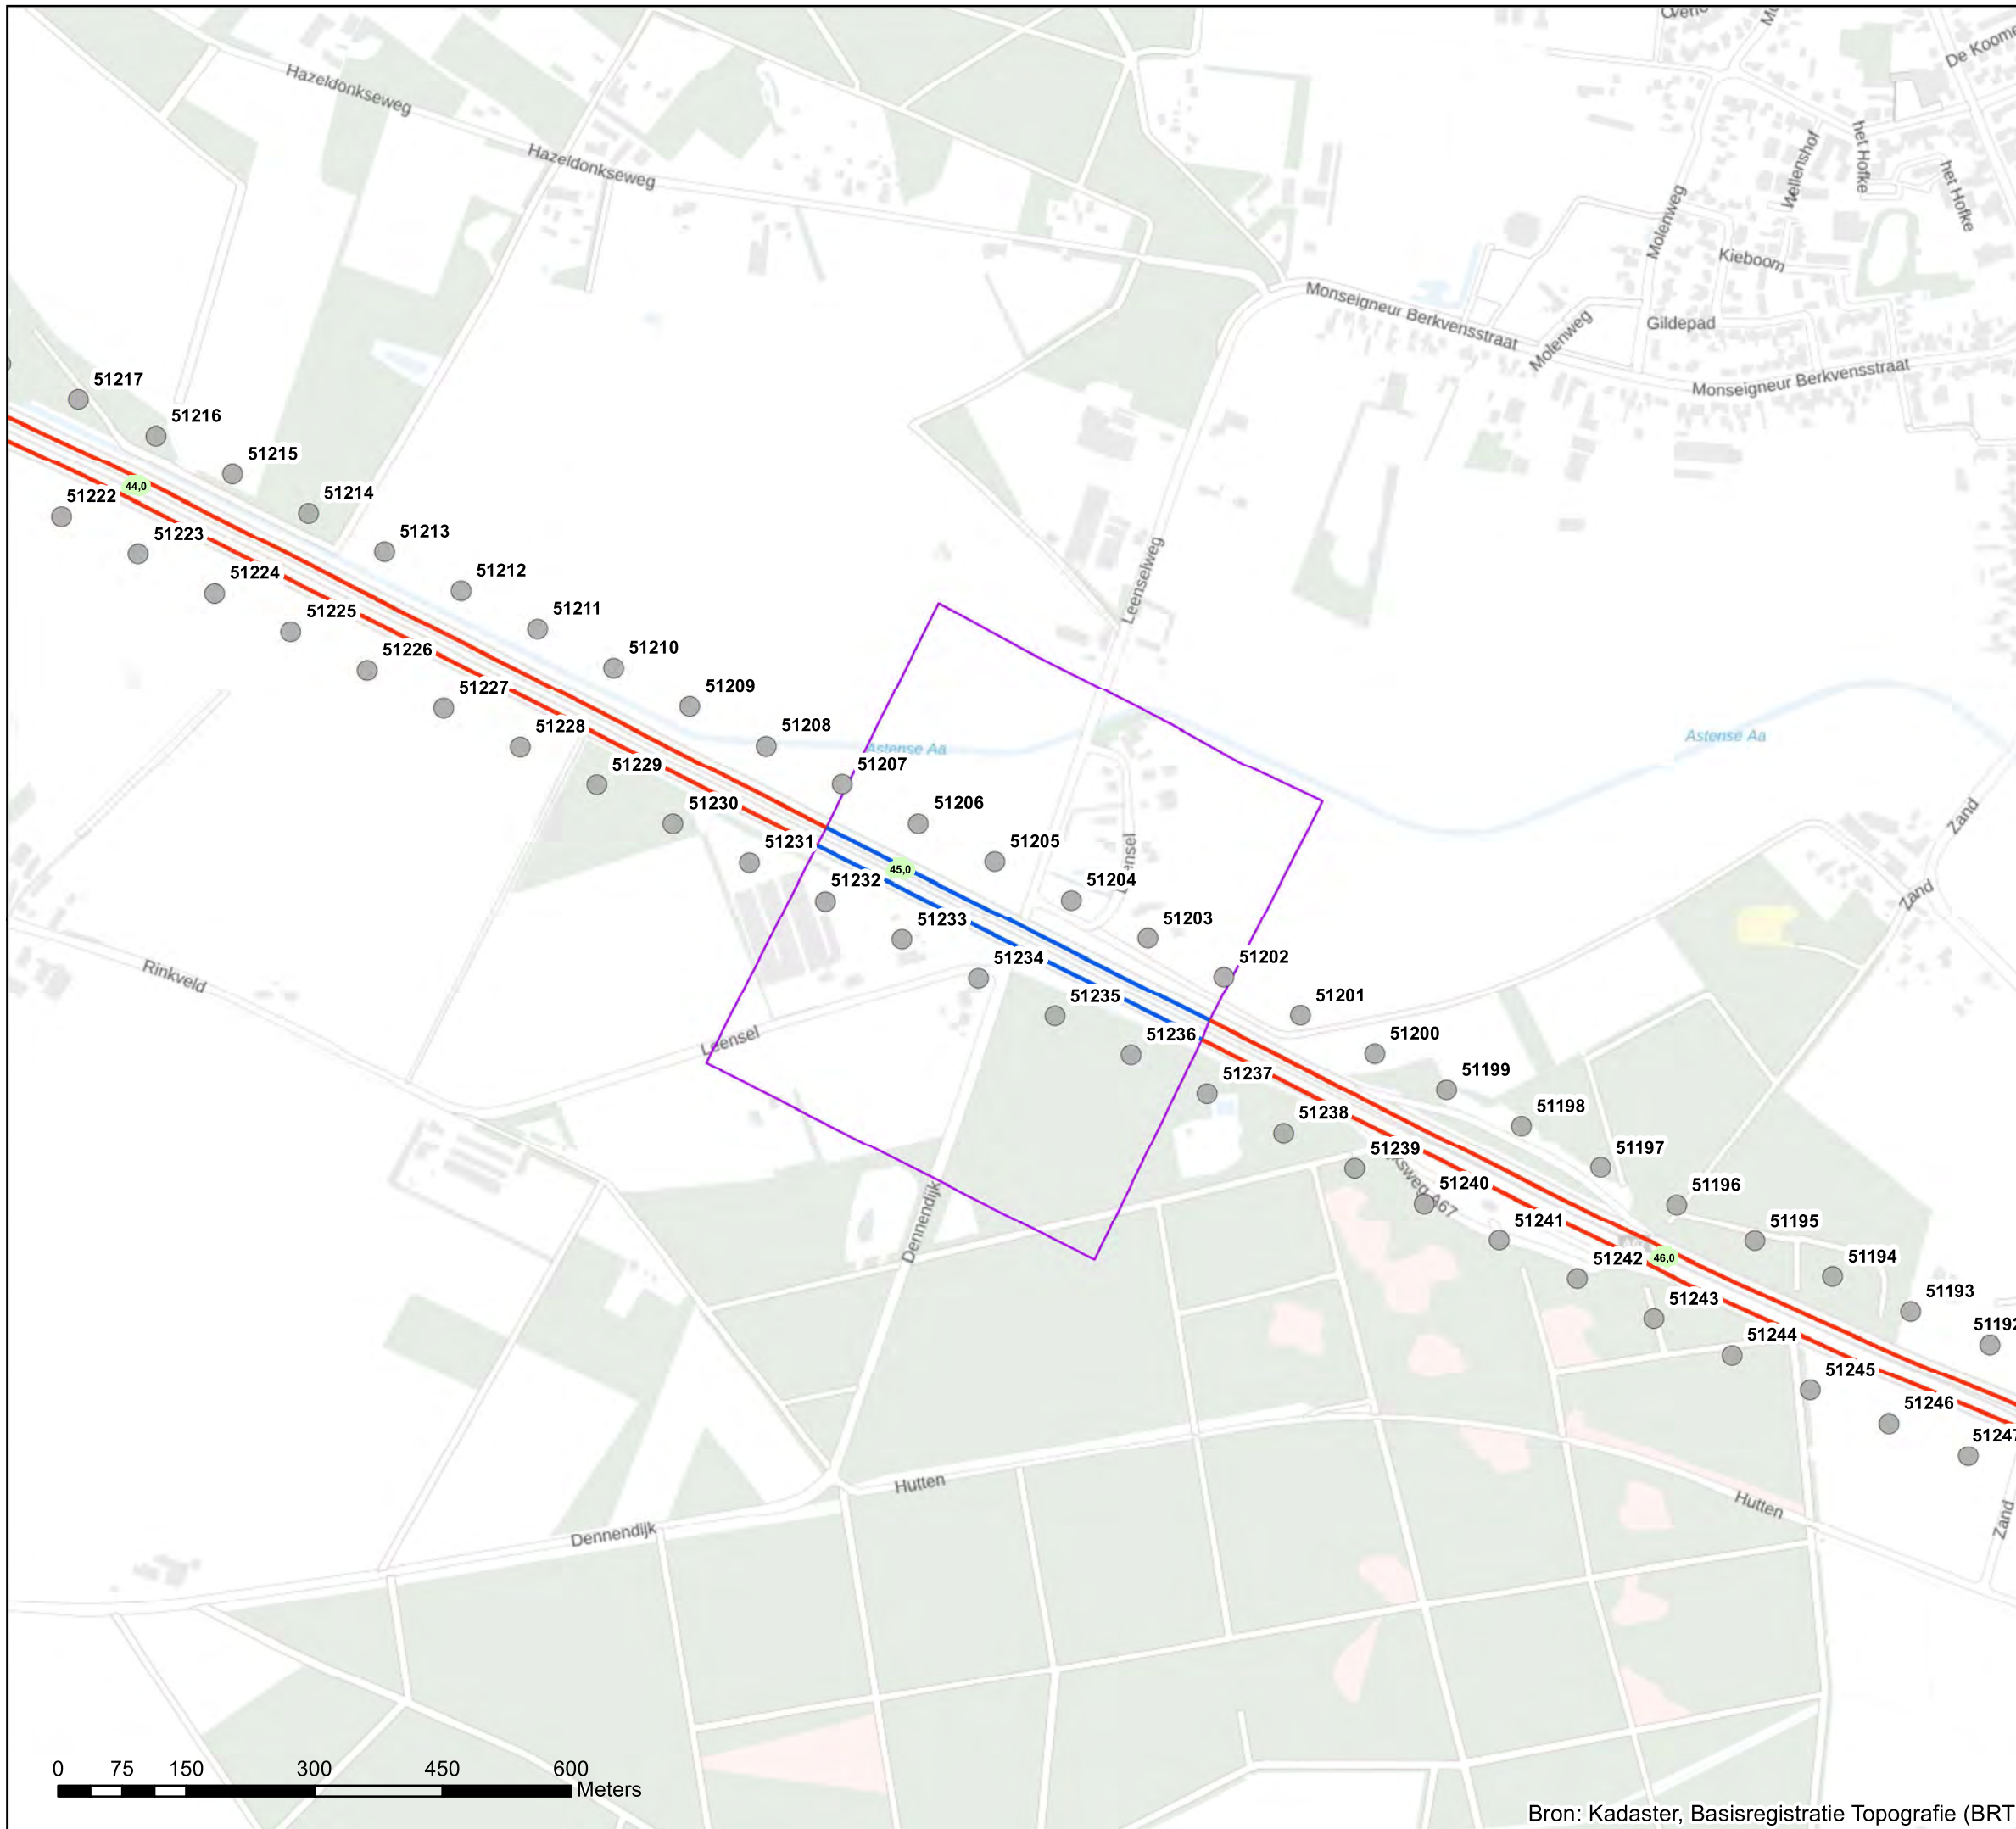 De Koome
Hazeldonkseweg
Hazeldonkseweg
Wellenshof
het Hofke
het Hofke
Molenweg
Kieboom
Monseigneur Berkvensstraat
Molenweg
Gildepad
Monseigneur Berkvensstraat
51217
51216
51215
44,0
51222
51214
51223
51213
51224
51212
51225
51211
51226
51210
51227
51209
51228
51208
Leenselweg
Astense Aa
Astense Aa
51229
51207
51230
51206
51231
45,0
51205
51232
51204
51233
51203
51234
51202
51235
51201
51236
51200
51237
51199
51238
51198
51239
51197
51240
51196
51241
51195
51242
46,0
51194
51243
51193
51244
51192
51245
51246
51247
Zand
Zand
Rinkveld
Leensel
Dennendijk
Hutten
Dennendijk
Hutten
Zand
0 75 150 300 450 600
Meters
Bron: Kadaster, Basisregistratie Topografie (BRT